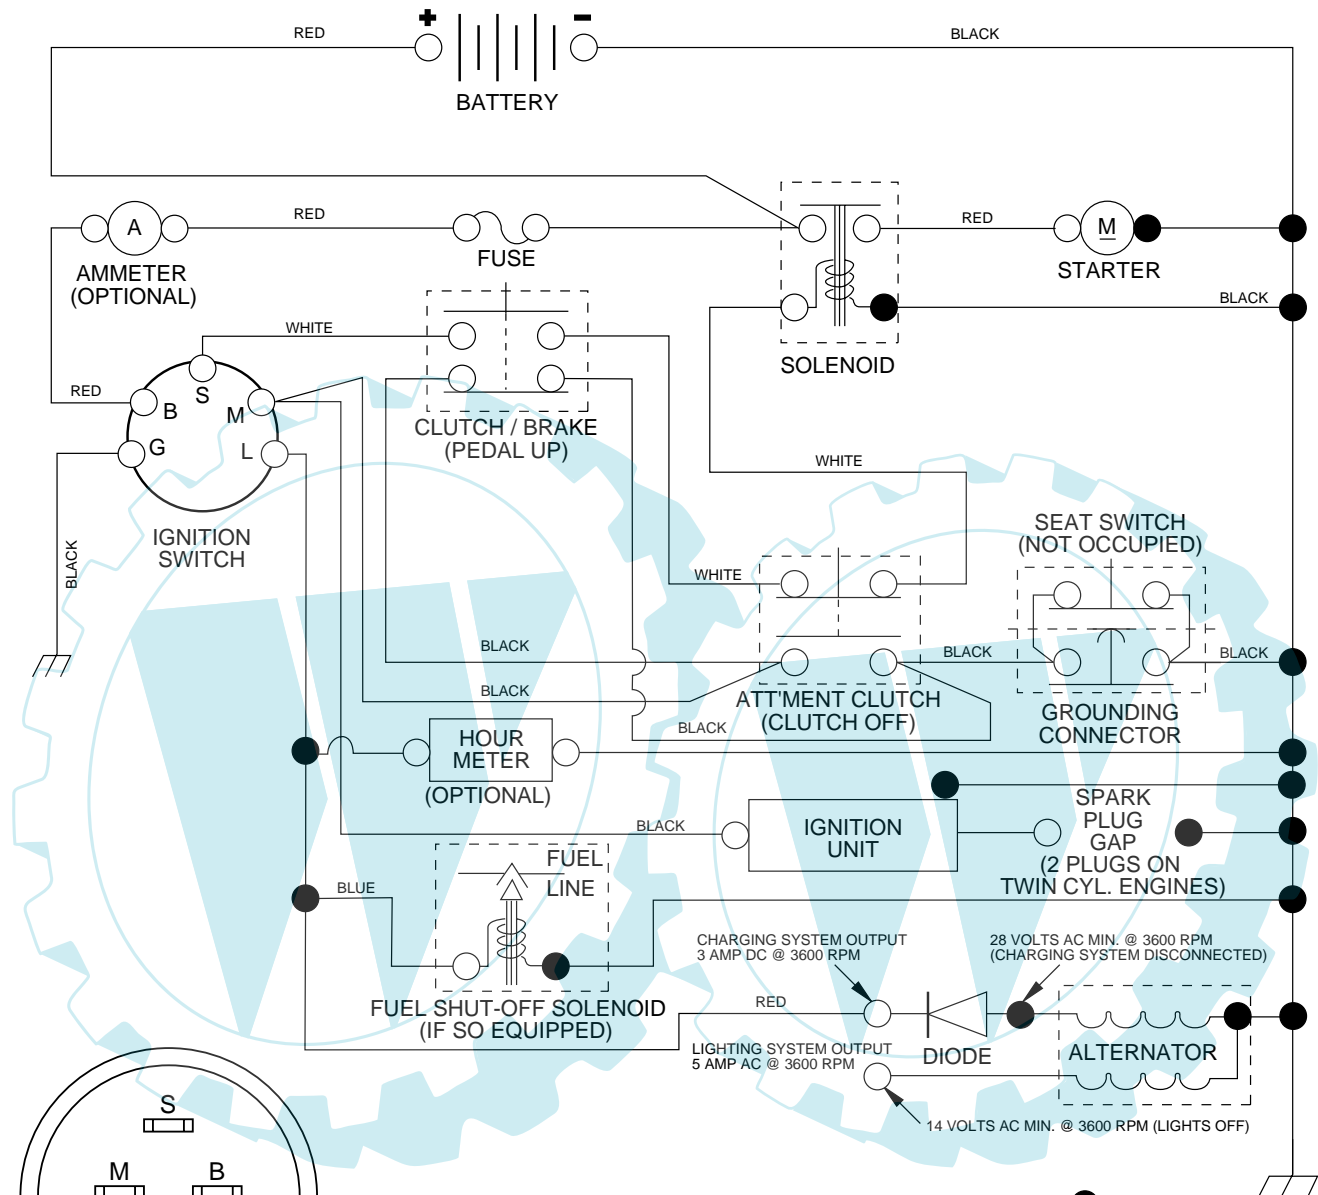 +
-
RED
BLACK
BATTERY
RED
RED
A
M
FUSE
STARTER
AMMETER
(OPTIONAL)
BLACK
WHITE
SOLENOID
RED
S
B
M
G
L
CLUTCH / BRAKE
(PEDAL UP)
WHITE
IGNITION
SWITCH
BLACK
SEAT SWITCH
(NOT OCCUPIED)
WHITE
BLACK
BLACK
BLACK
BLACK
ATT'MENT CLUTCH
(CLUTCH OFF)
BLACK
GROUNDING
CONNECTOR
HOUR
METER
(OPTIONAL)
BLACK
IGNITION
UNIT
SPARK
PLUG
GAP
(2 PLUGS ON
TWIN CYL. ENGINES)
FUEL
LINE
BLUE
CHARGING SYSTEM OUTPUT
3 AMP DC @ 3600 RPM
28 VOLTS AC MIN. @ 3600 RPM
(CHARGING SYSTEM DISCONNECTED)
FUEL SHUT-OFF SOLENOID
(IF SO EQUIPPED)
RED
LIGHTING SYSTEM OUTPUT
5 AMP AC @ 3600 RPM
DIODE
ALTERNATOR
14 VOLTS AC MIN. @ 3600 RPM (LIGHTS OFF)
S
M
B